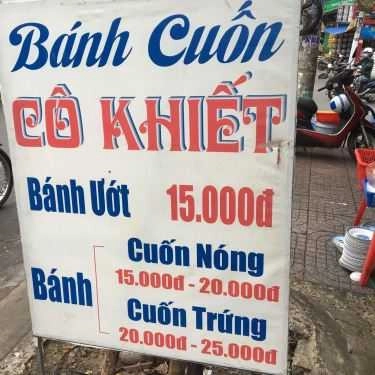 Bánh Cuốn
CÔ KHIẾT
Bánh Ướt 15.000đ
Cuốn Nóng
15.000đ - 20.000đ
Bánh
Cuốn Trứng
20.000đ - 25.000đ